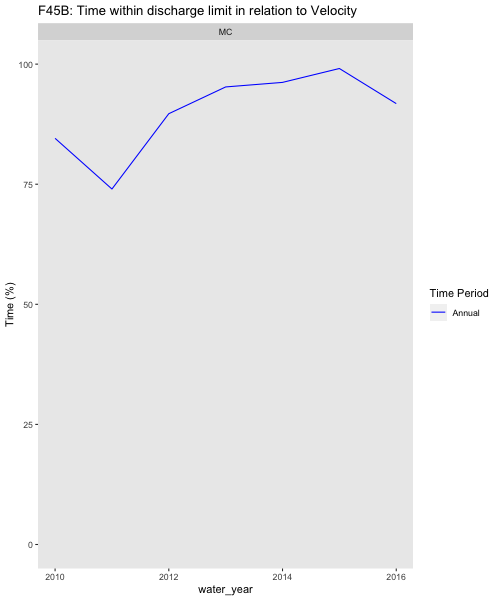 F45B: Time within discharge limit in relation to Velocity
MC
100
75
50
25
0
Time (%)
2010
2012
2014
2016
water_year
Time Period
Annual